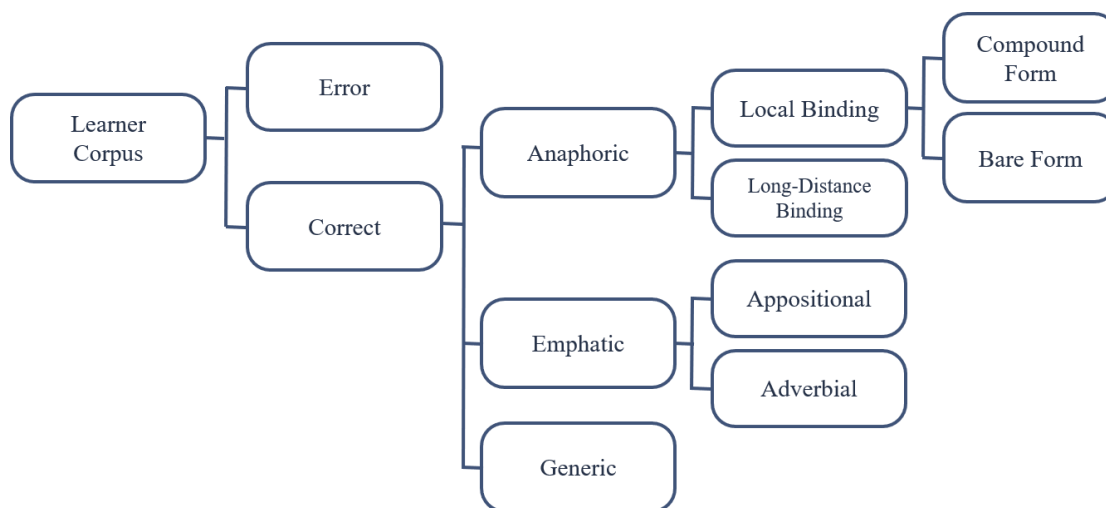 Learner
Corpus
Error
Correct
Anaphoric
Emphatic
Generic
Local Binding
Long-Distance
Binding
Appositional
Adverbial
Compound
Form
Bare Form